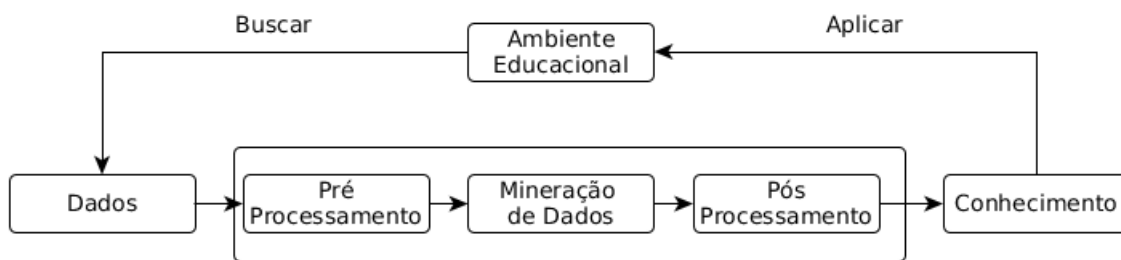 Buscar
Aplicar
Ambiente
Educacional
Dados
Pré
Processamento
Mineração
de Dados
Pós
Processamento
Conhecimento